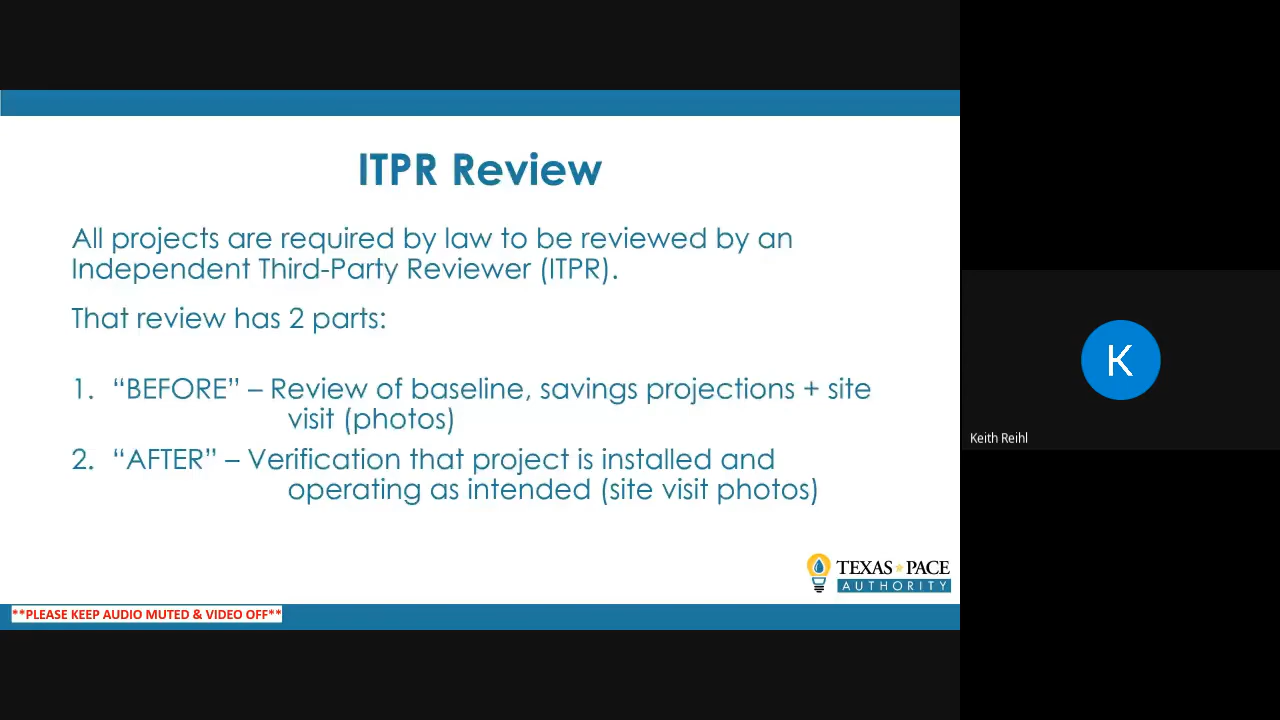 ITPR Review
All projects are required by law to be reviewed by an
Independent Third-Party Reviewer (ITPR).
That review has 2 parts:
1. “BEFORE” – Review of baseline, savings projections + site
visit (photos)
2. “AFTER” – Verification that project is installed and
operating as intended (site visit photos)
TEXAS PACE
AUTHORITY
**PLEASE KEEP AUDIO MUTED & VIDEO OFF**
K
Keith Reihl